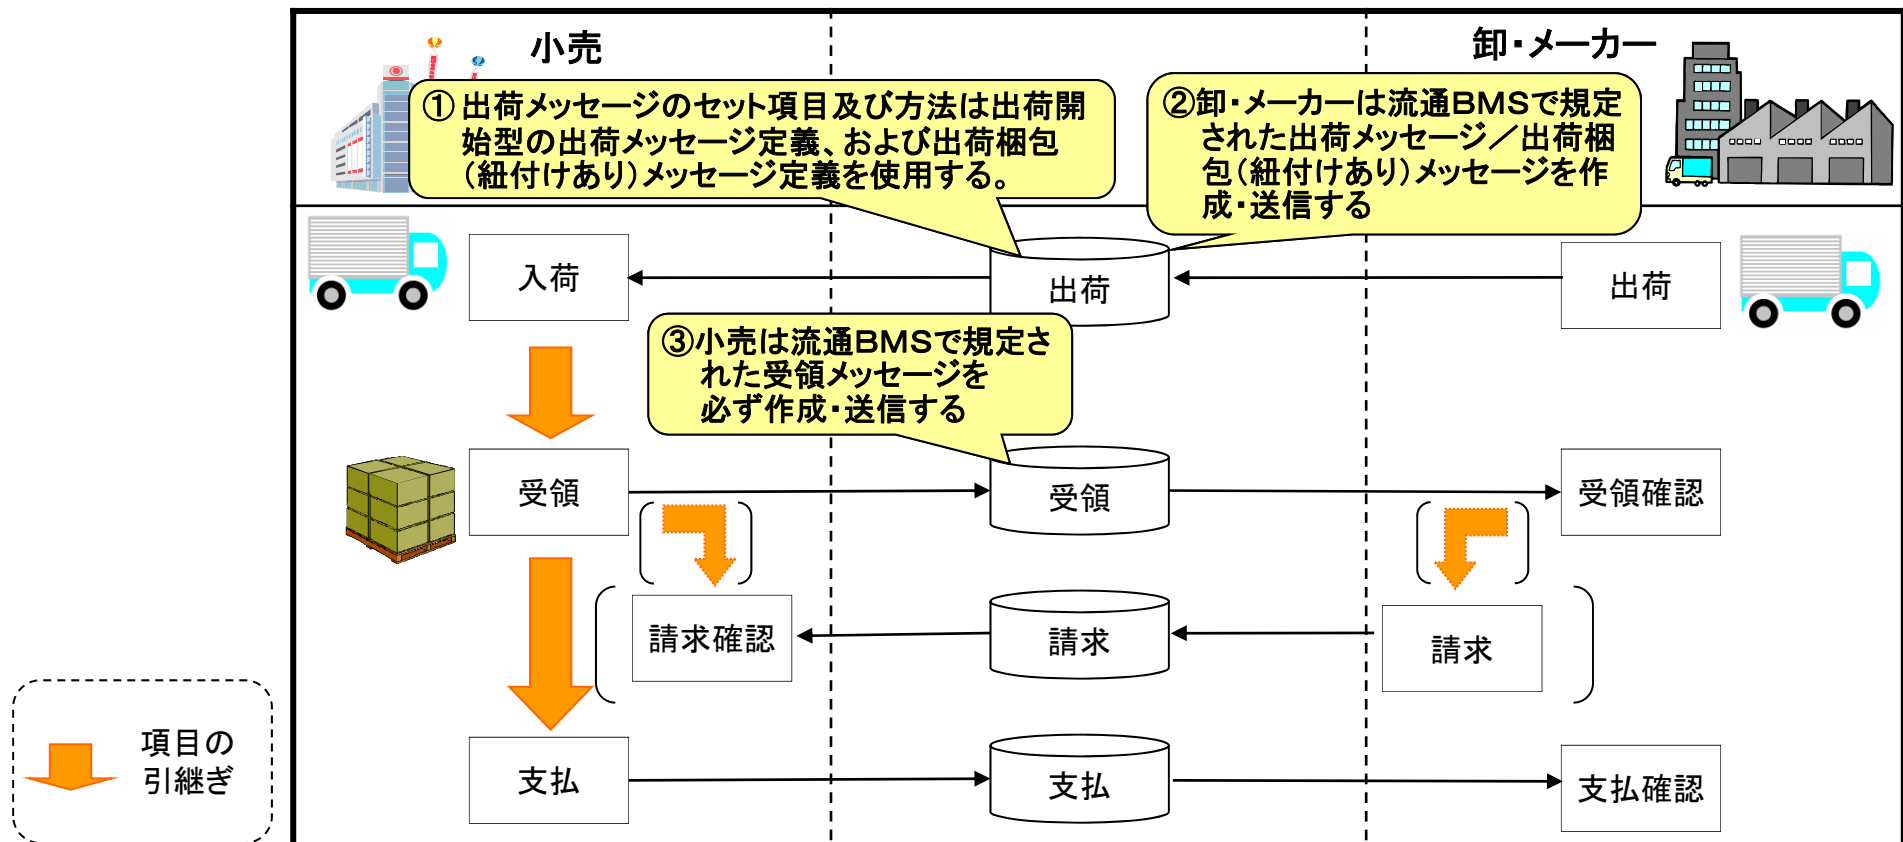 小売
卸・メーカー
① 出荷メッセージのセット項目及び方法は出荷開
始型の出荷メッセージ定義、および出荷梱包
(紐付けあり)メッセージ定義を使用する。
②卸・メーカーは流通BMSで規定
された出荷メッセージ/出荷梱
包(紐付けあり)メッセージを作
成・送信する
入荷
出荷
出荷
③小売は流通BMSで規定さ
れた受領メッセージを
必ず作成・送信する
受領
受領
受領確認
請求確認
請求
請求
項目の
引継ぎ
支払
支払
支払確認